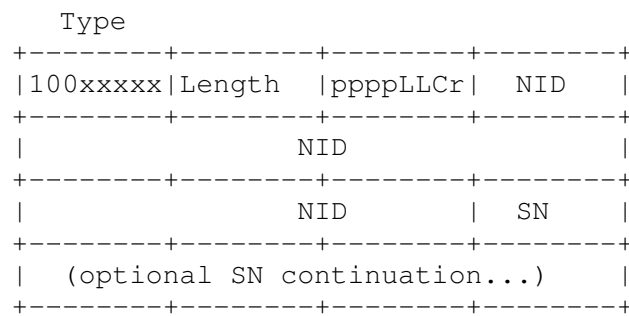 Type
+--------+--------+--------+--------+
|100xxxxx|Length  |ppppLLCr|  NID   |
+--------+--------+--------+--------+
|                NID                |
+--------+--------+--------+--------+
|                NID       |  SN    |
+--------+--------+--------+--------+
|  (optional SN continuation...)    |
+--------+--------+--------+--------+